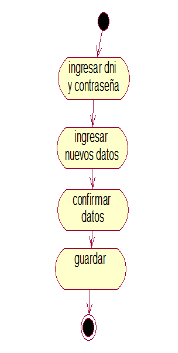 ingresar dni
y contraseña
ingresar
nuevos datos
confirmar
datos
guardar